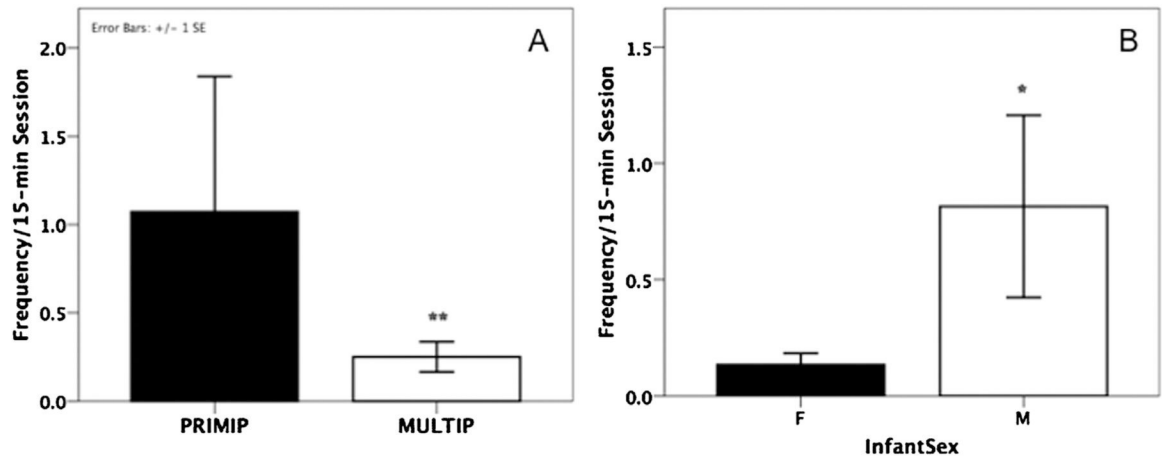 Error Bars: +/- 1 SE
A
Frequency/15-min Session
2.0
1.5
1.0
0.5
0.0
**
PRIMIP MULTIP
B
Frequency/15-min Session
1.5
1.0
0.5
0.0
*
F M
InfantSex